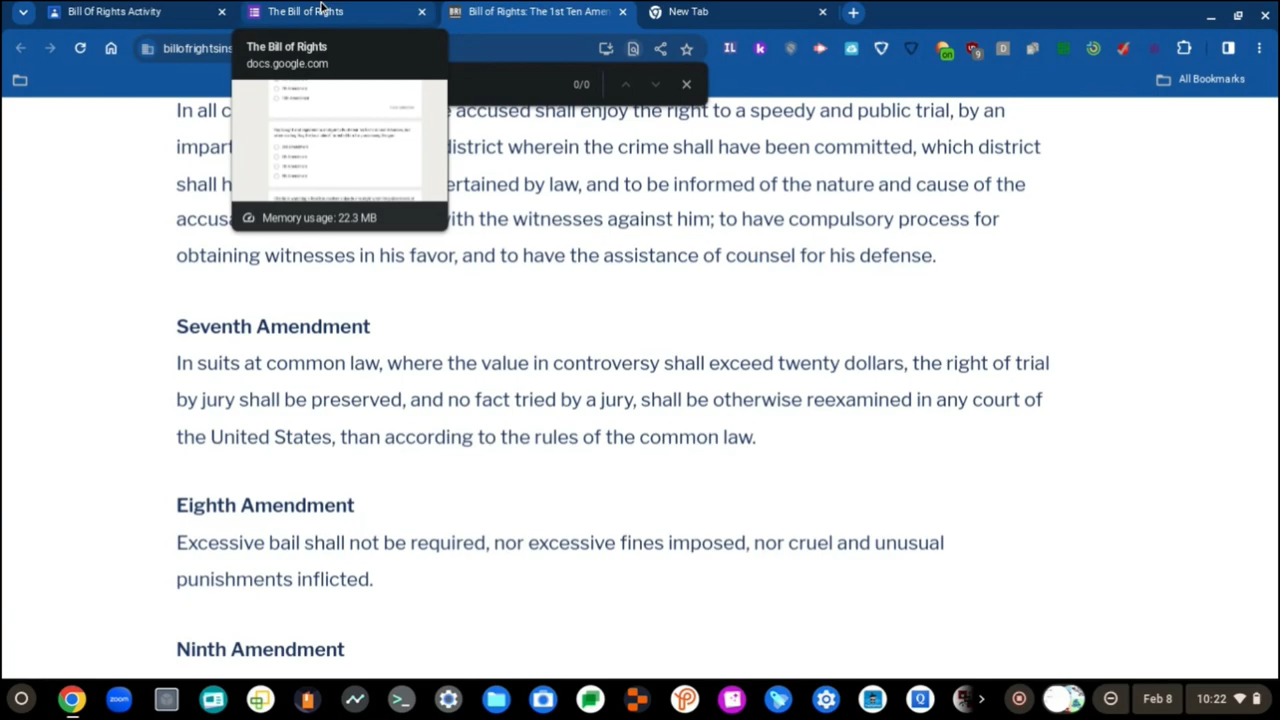 Bill Of Rights Activity
The Bill of Rights
Bill of Rights: The 1st Ten Amen
New Tab
billofrightsins
The Bill of Rights
docs.google.com
0/0
All Bookmarks
Memory usage: 22.3 MB
In all c accused shall enjoy the right to a speedy and public trial, by an
impart district wherein the crime shall have been committed, which district
shall h ertained by law, and to be informed of the nature and cause of the
accusa with the witnesses against him; to have compulsory process for
obtaining witnesses in his favor, and to have the assistance of counsel for his defense.
Seventh Amendment
In suits at common law, where the value in controversy shall exceed twenty dollars, the right of trial
by jury shall be preserved, and no fact tried by a jury, shall be otherwise reexamined in any court of
the United States, than according to the rules of the common law.
Eighth Amendment
Excessive bail shall not be required, nor excessive fines imposed, nor cruel and unusual
punishments inflicted.
Ninth Amendment
zoom
Feb 8
10:22